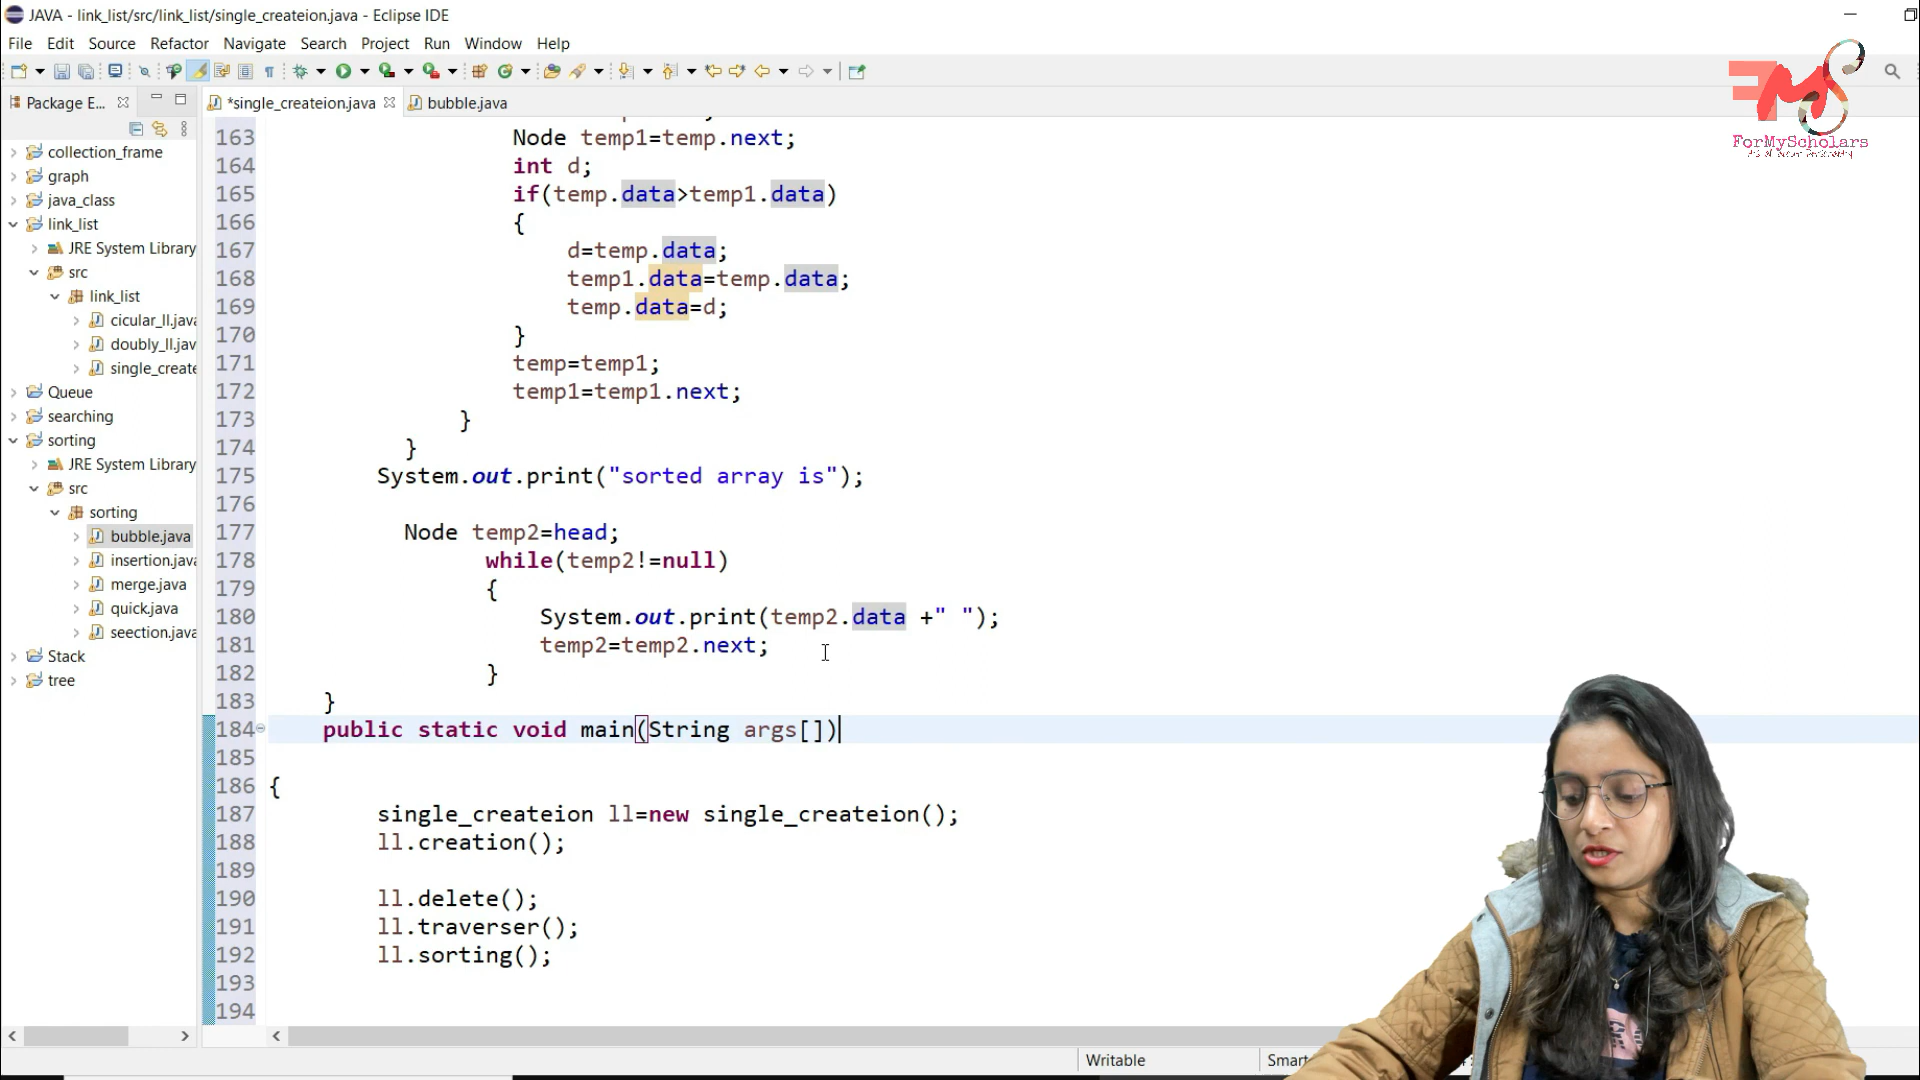 JAVA - link_list/src/link_list/single_createion.java - Eclipse IDE
File Edit Source Refactor Navigate Search Project Run Window Help
Package E...
*single_createion.java
bubble.java
collection_frame
graph
java_class
link_list
JRE System Library
src
link_list
cicular_ll.java
doubly_ll.jav
single_create
Queue
searching
sorting
JRE System Library
src
sorting
bubble.java
insertion.java
merge.java
quick.java
seection.java
Stack
tree
163 Node temp1=temp.next;
164 int d;
165 if(temp.data>temp1.data)
166 {
167 d=temp.data;
168 temp1.data=temp.data;
169 temp.data=d;
170 }
171 temp=temp1;
172 temp1=temp1.next;
173 }
174 }
175 System.out.print("sorted array is");
176
177 Node temp2=head;
178 while(temp2!=null)
179 {
180 System.out.print(temp2.data +" ");
181 temp2=temp2.next;
182 }
183 }
184 public static void main(String args[])
185
186 {
187 single_createion ll=new single_createion();
188 ll.creation();
189
190 ll.delete();
191 ll.traverser();
192 ll.sorting();
193
194
Writable
Smart
FMS
ForMyScholars